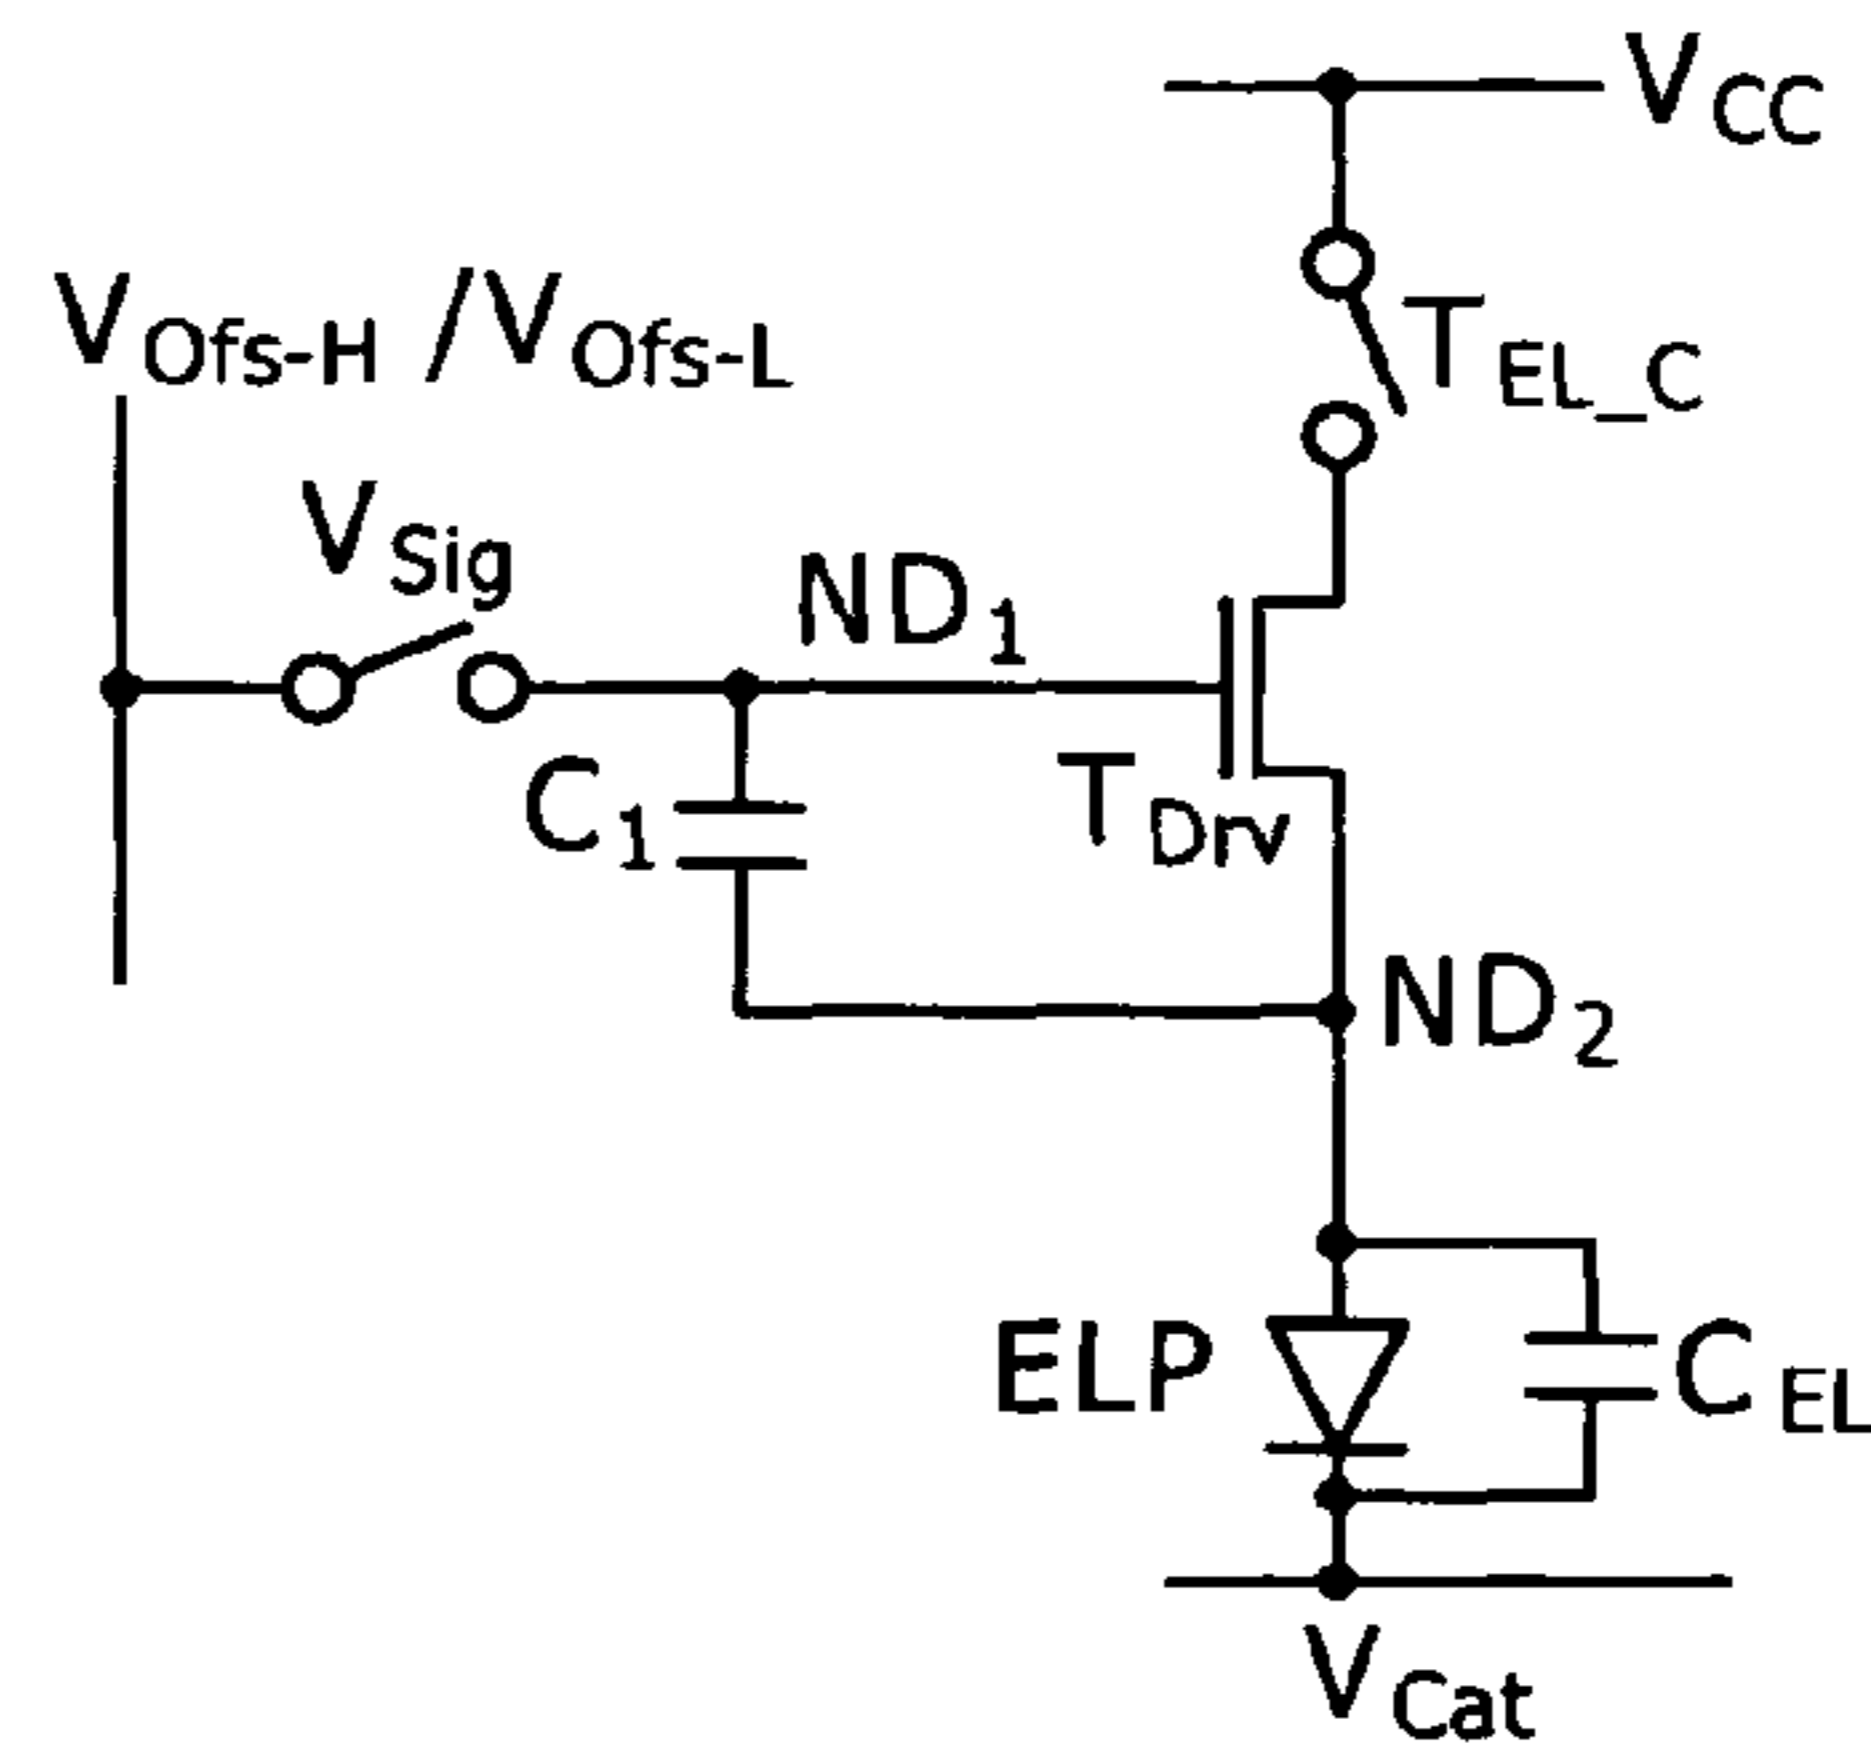 VCC
VOfs-H /VOfs-L
TEL_C
VSig
ND1
C1
TDrv
ND2
ELP
CEL
VCat